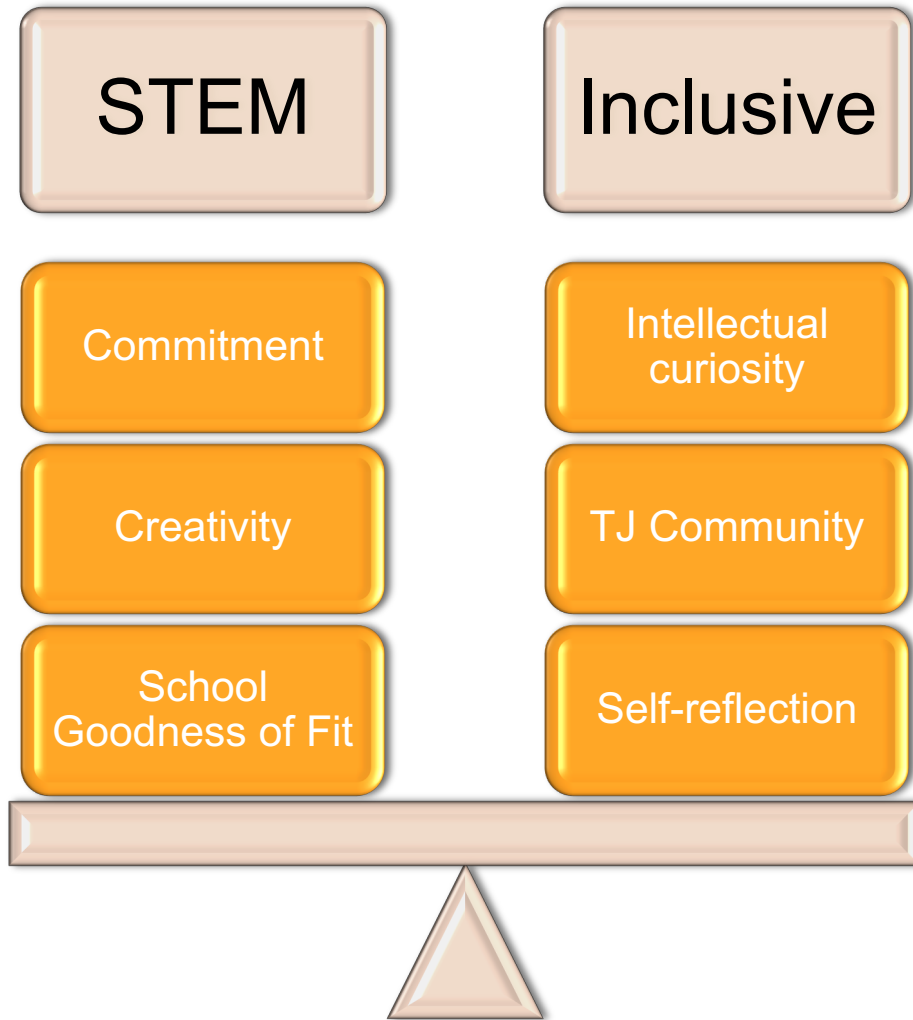 STEM
Inclusive
Commitment
Intellectual
curiosity
Creativity
TJ Community
School
Goodness of Fit
Self-reflection